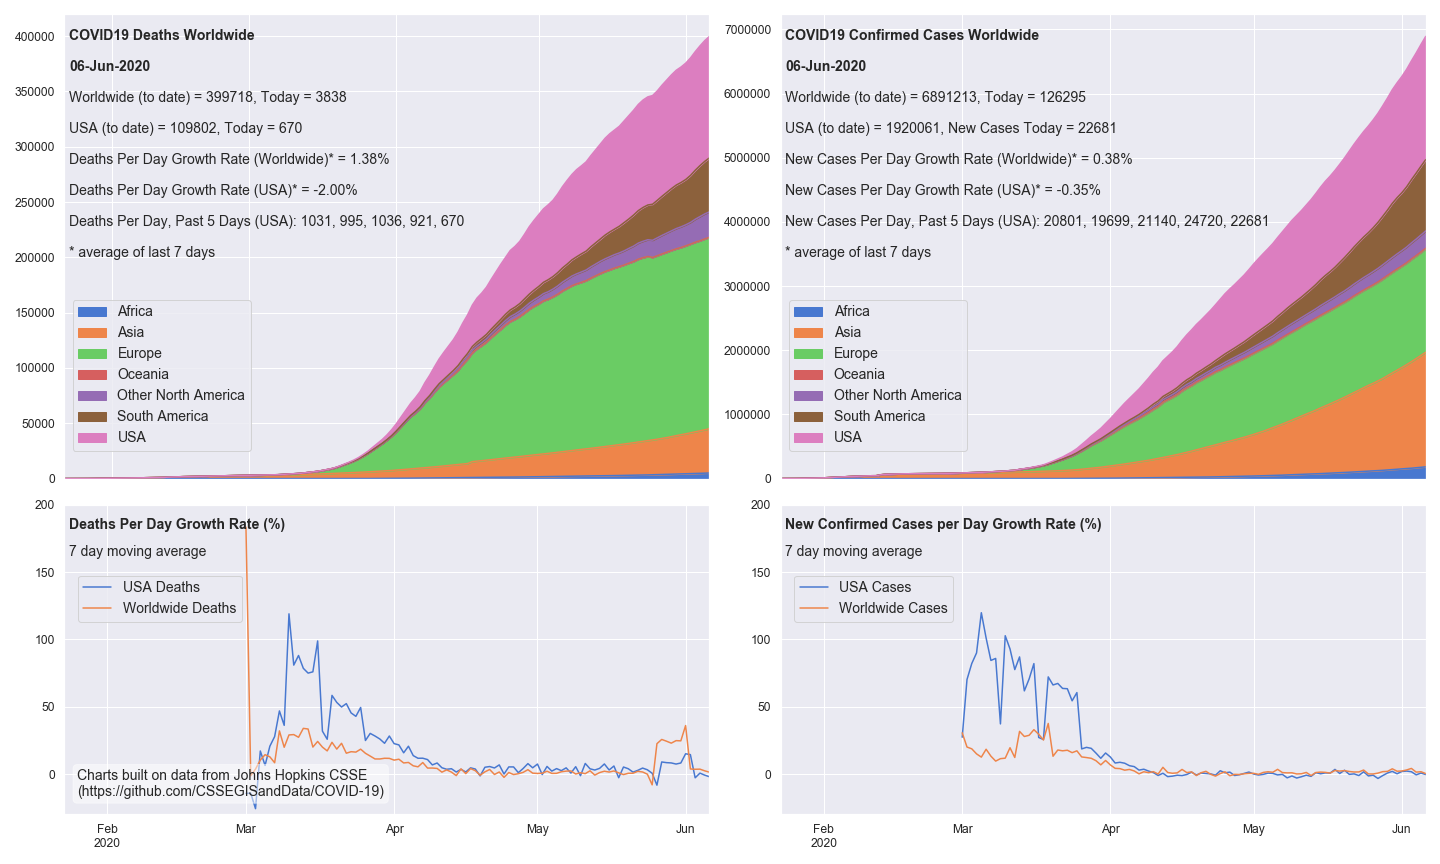 COVID19 Deaths Worldwide
06-Jun-2020
Worldwide (to date) = 399718, Today = 3838
USA (to date) = 109802, Today = 670
Deaths Per Day Growth Rate (Worldwide)* = 1.38%
Deaths Per Day Growth Rate (USA)* = -2.00%
Deaths Per Day, Past 5 Days (USA): 1031, 995, 1036, 921, 670
* average of last 7 days
400000
350000
300000
250000
200000
150000
100000
50000
0
Africa
Asia
Europe
Oceania
Other North America
South America
USA
COVID19 Confirmed Cases Worldwide
06-Jun-2020
Worldwide (to date) = 6891213, Today = 126295
USA (to date) = 1920061, New Cases Today = 22681
New Cases Per Day Growth Rate (Worldwide)* = 0.38%
New Cases Per Day Growth Rate (USA)* = -0.35%
New Cases Per Day, Past 5 Days (USA): 20801, 19699, 21140, 24720, 22681
* average of last 7 days
7000000
6000000
5000000
4000000
3000000
2000000
1000000
0
Africa
Asia
Europe
Oceania
Other North America
South America
USA
Deaths Per Day Growth Rate (%)
7 day moving average
USA Deaths
Worldwide Deaths
200
150
100
50
0
Charts built on data from Johns Hopkins CSSE
(https://github.com/CSSEGISandData/COVID-19)
Feb Mar Apr May Jun
2020
New Confirmed Cases per Day Growth Rate (%)
7 day moving average
USA Cases
Worldwide Cases
200
150
100
50
0
Feb Mar Apr May Jun
2020